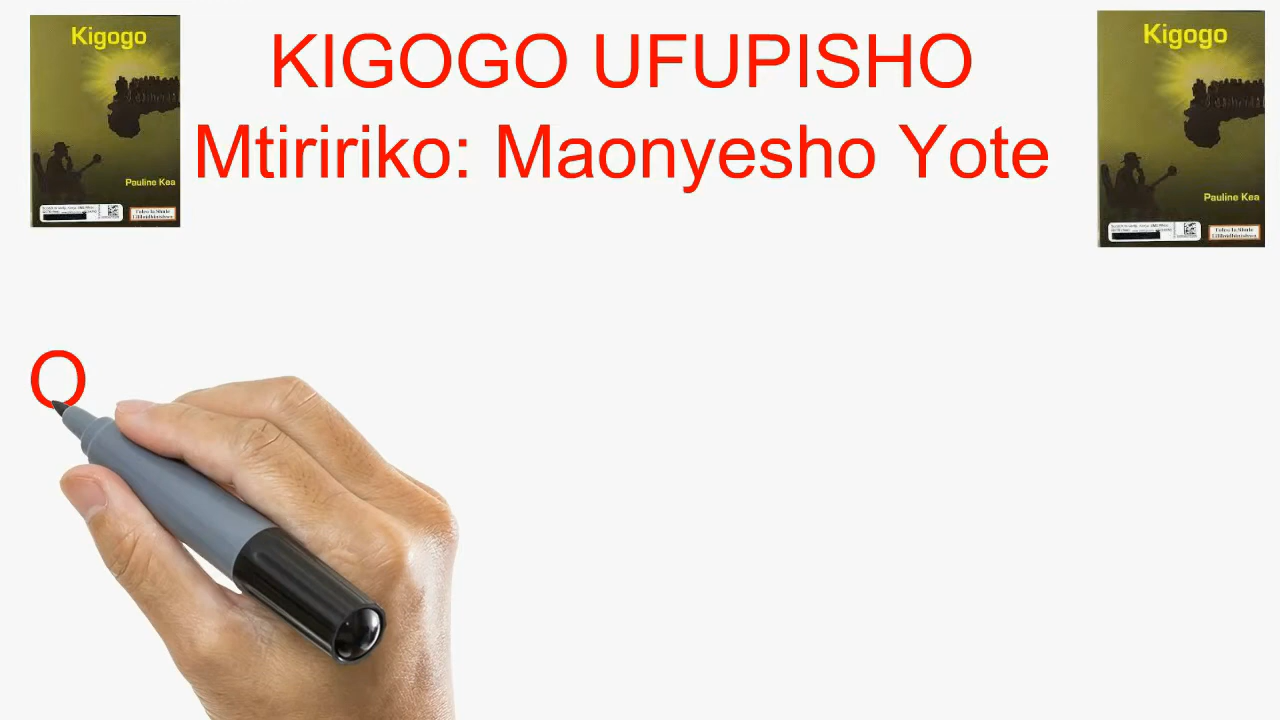 Kigogo
Pauline Kea
KIGOGO UFUPISHO
Mtiririko: Maonyesho Yote
Kigogo
Pauline Kea
O